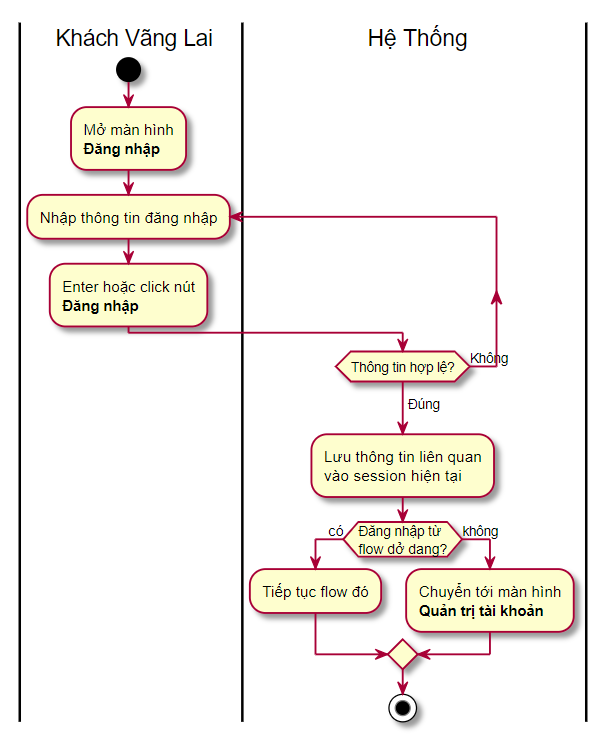 Khách Vãng Lai
Hệ Thống
Mở màn hình
Đăng nhập
Nhập thông tin đăng nhập
Enter hoặc click nút
Đăng nhập
Thông tin hợp lệ?
Không
Đúng
Lưu thông tin liên quan
vào session hiện tại
có
Đăng nhập từ
flow dở dang?
không
Tiếp tục flow đó
Chuyển tới màn hình
Quản trị tài khoản